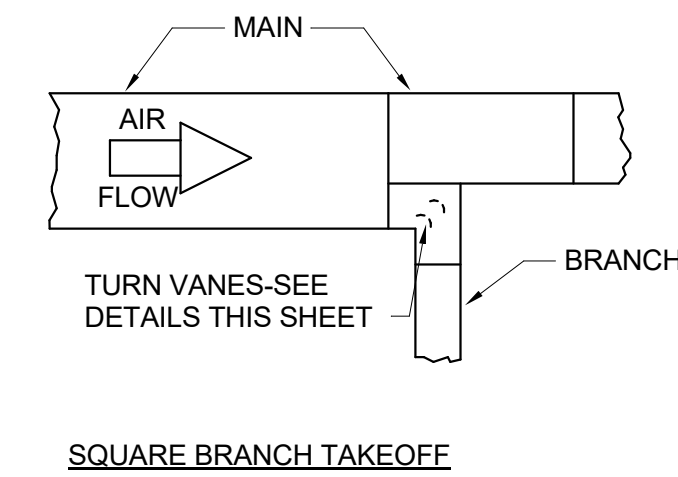 MAIN
AIR
FLOW
BRANCH
TURN VANES-SEE
DETAILS THIS SHEET
SQUARE BRANCH TAKEOFF